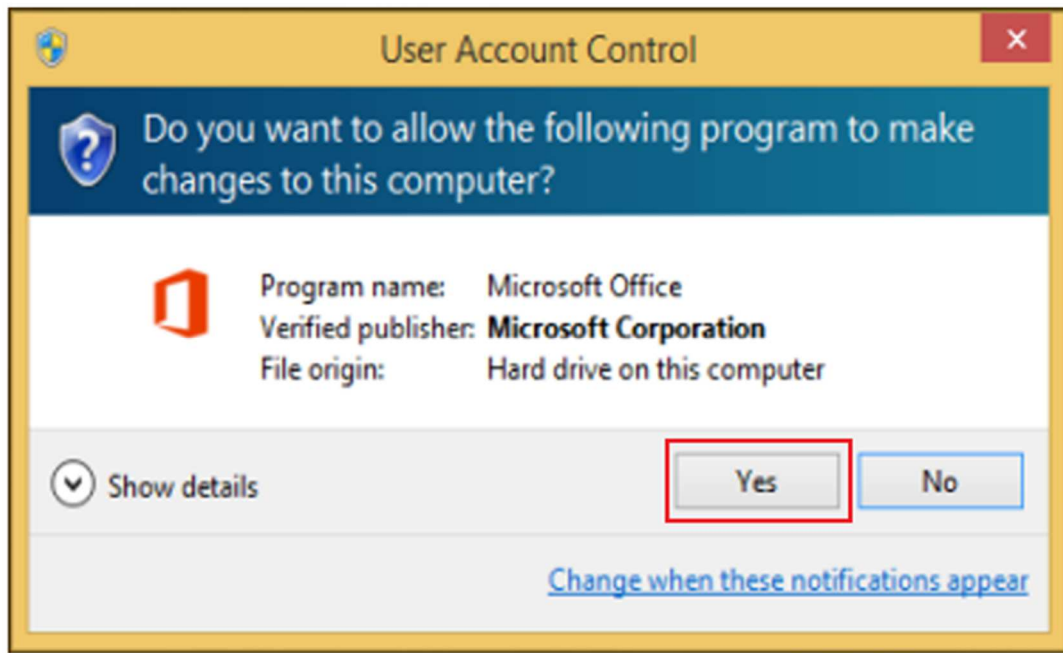 User Account Control
Do you want to allow the following program to make
changes to this computer?
Program name: Microsoft Office
Verified publisher: Microsoft Corporation
File origin: Hard drive on this computer
Show details
Yes
No
Change when these notifications appear